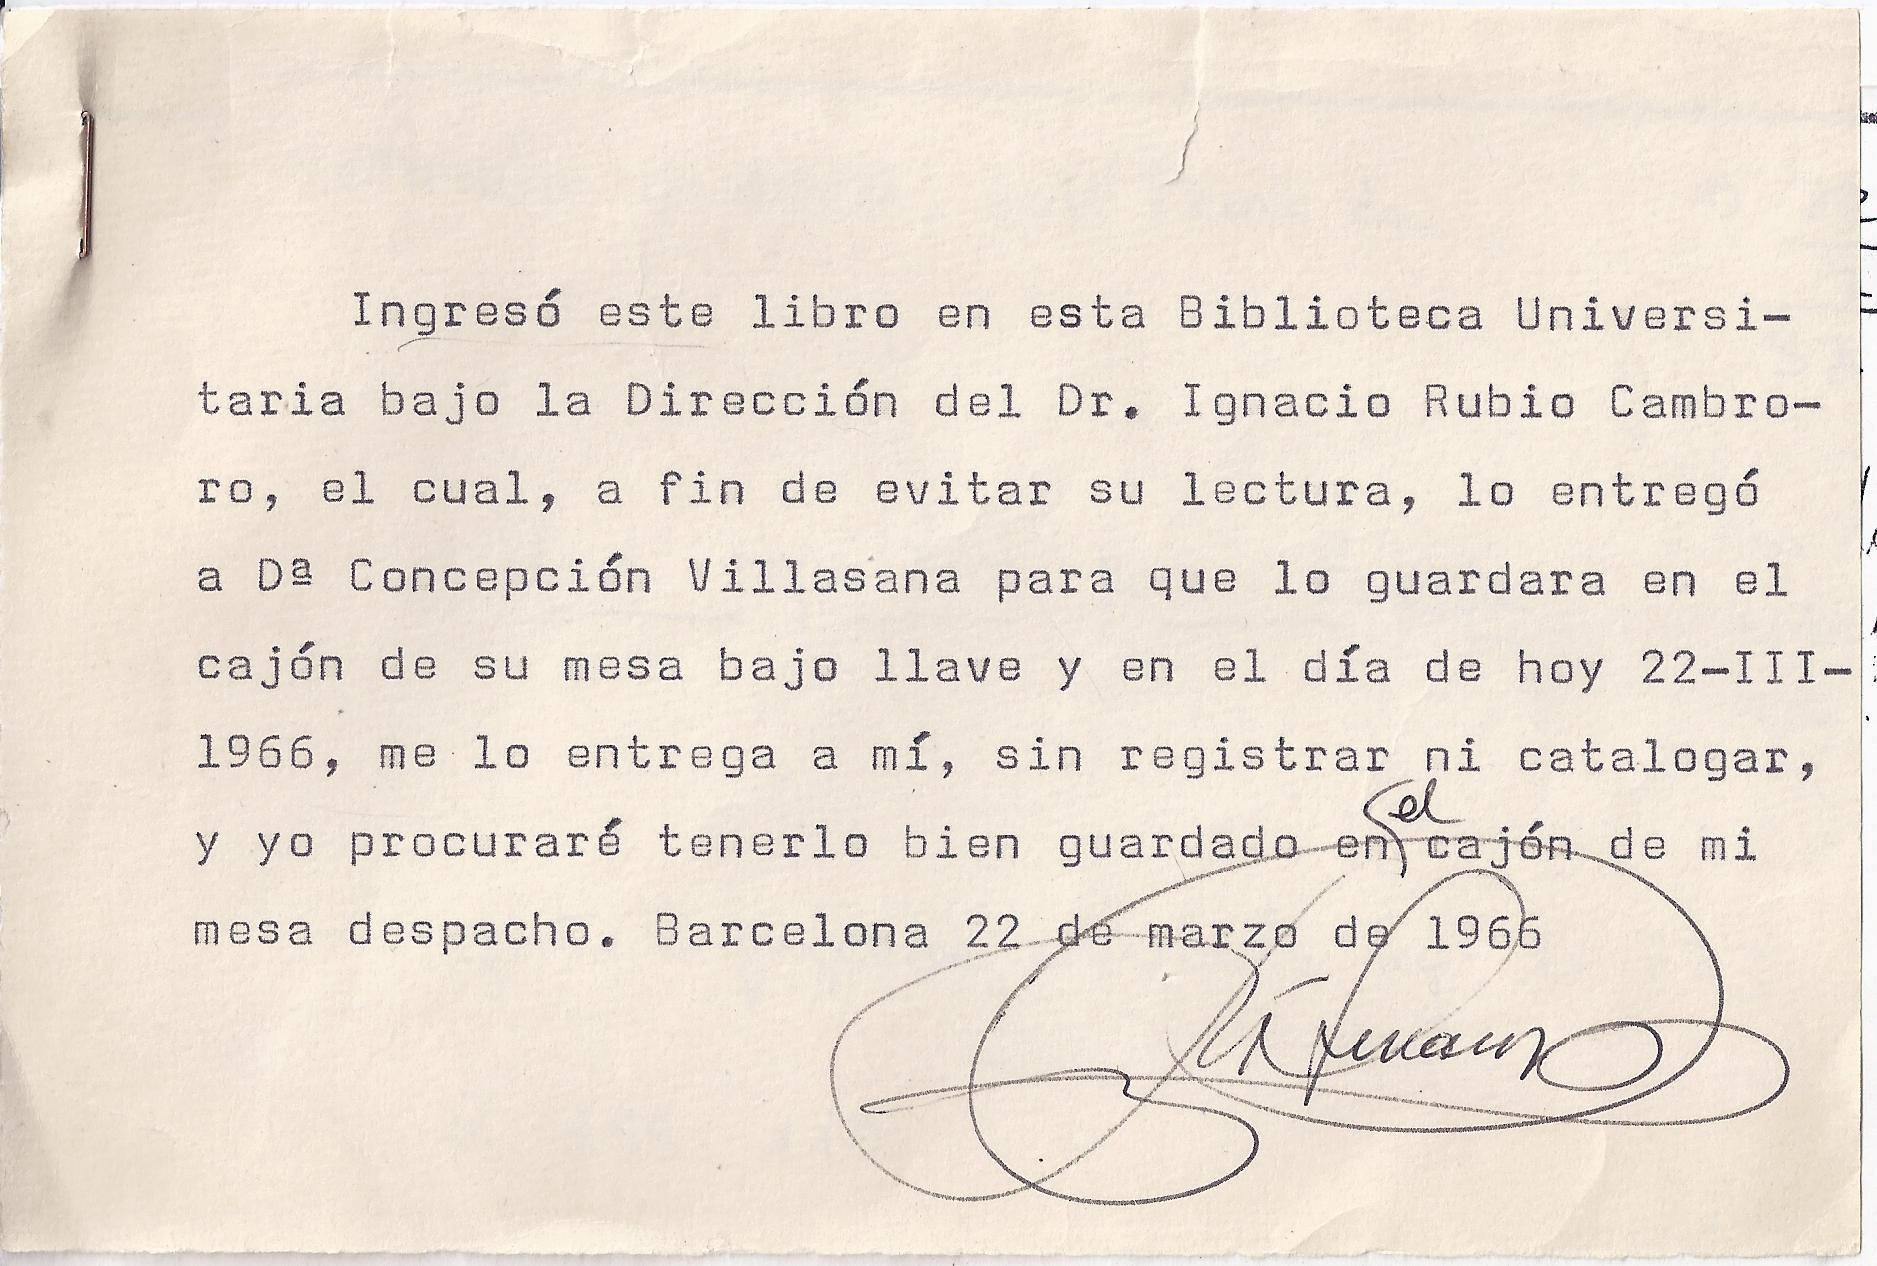 Ingresó este libro en esta Biblioteca Universi-
taria bajo la Dirección del Dr. Ignacio Rubio Cambro-
ro, el cual, a fin de evitar su lectura, lo entregó
a Dª Concepción Villasana para que lo guardara en el
cajón de su mesa bajo llave y en el día de hoy 22-III-
1966, me lo entrega a mí, sin registrar ni catalogar,
el
y yo procuraré tenerlo bien guardado en cajón de mi
mesa despacho. Barcelona 22 de marzo de 1966